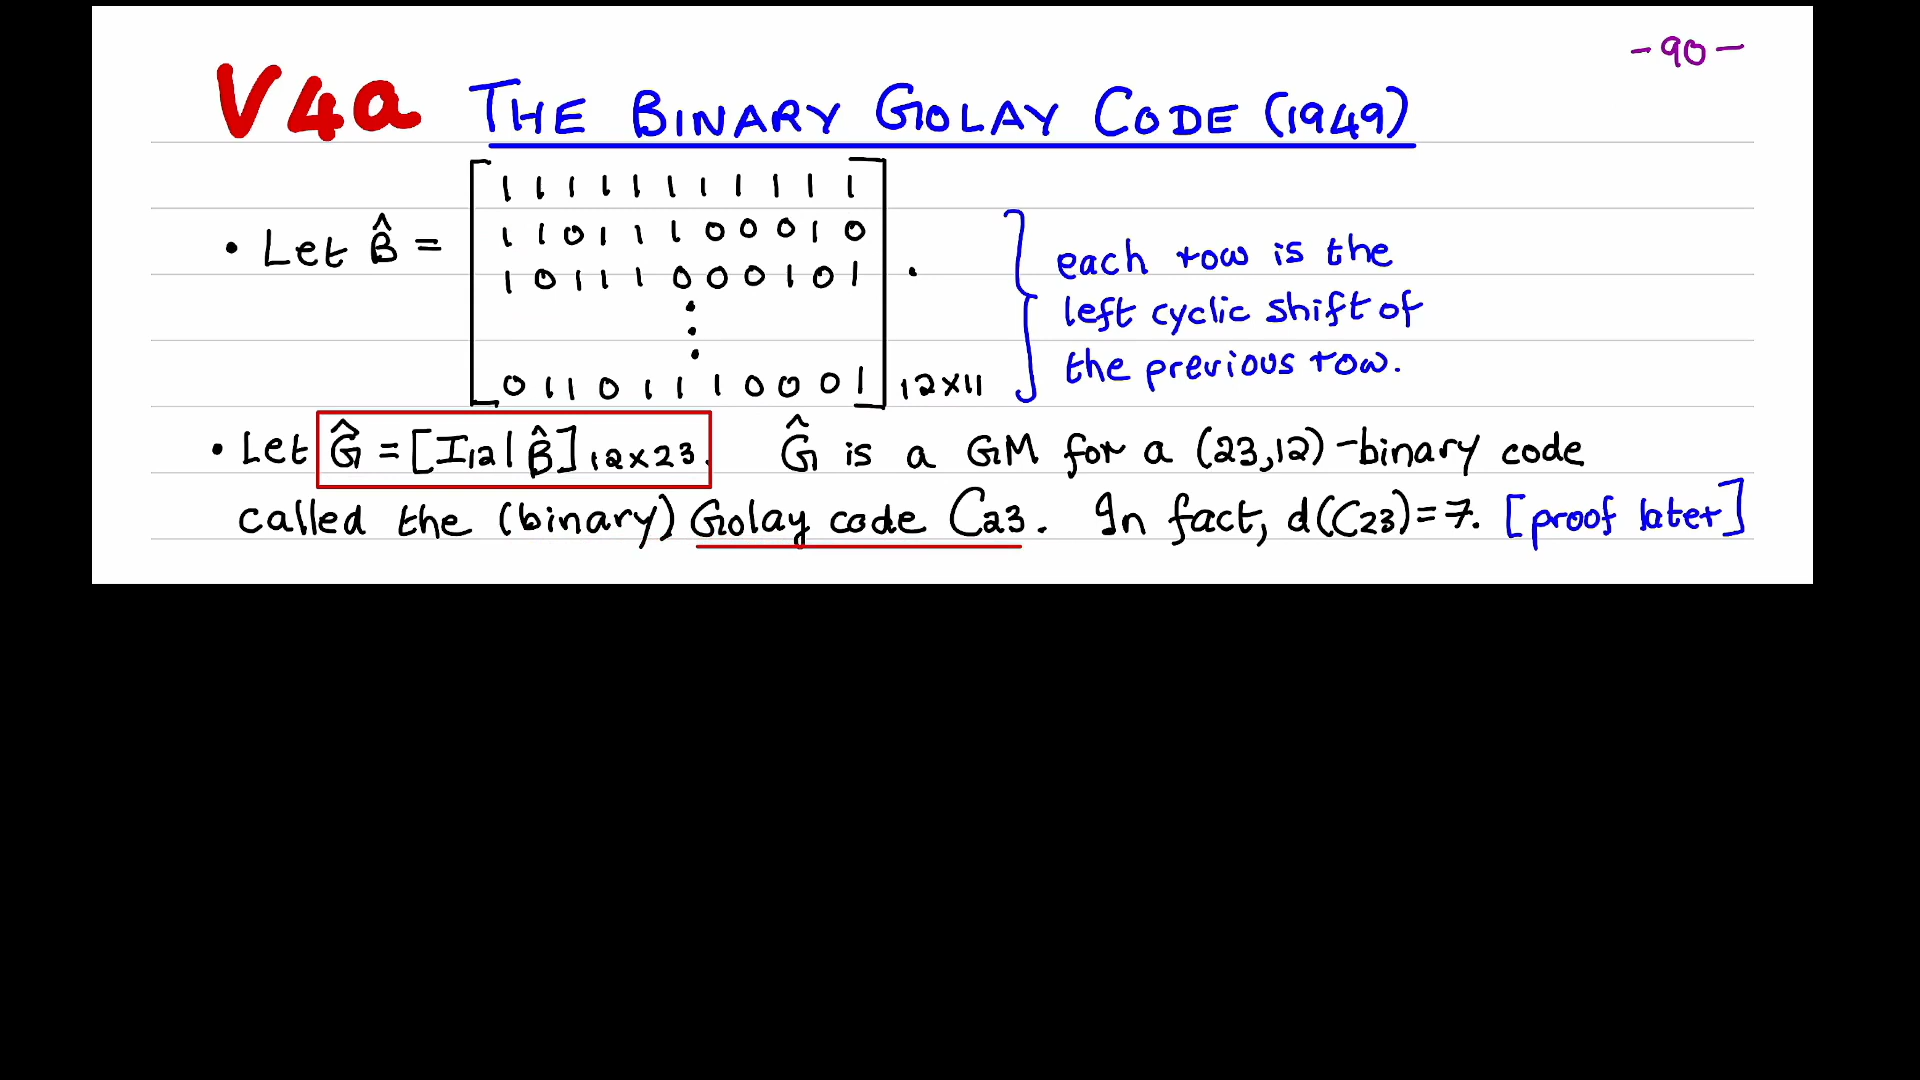 -90-
V4a THE BINARY GOLAY CODE (1949)
1 1 1 1 1 1 1 1 1 1 1
1 1 0 1 1 1 0 0 0 1 0
• Let B̂ =
1 0 1 1 1 0 0 0 1 0 1 .
⋮
0 1 1 0 1 1 1 0 0 0 1 12x11
each row is the
left cyclic shift of
the previous row.
• Let Ĝ = [I12 | B̂]12x23. Ĝ is a GM for a (23,12)-binary code
called the (binary) Golay code C23. In fact, d(C23)=7. [proof later]